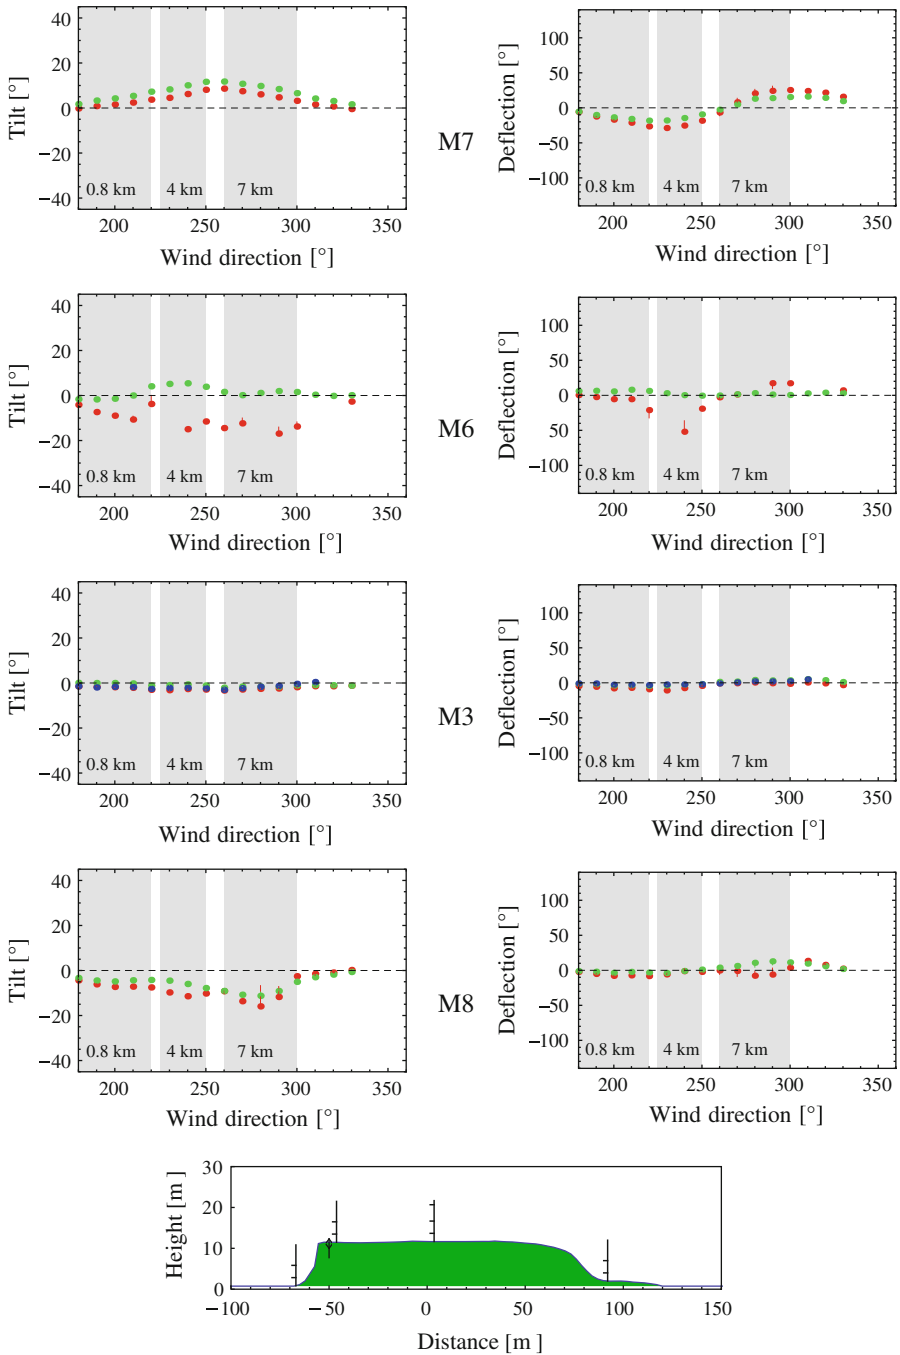 40
20
0
−20
−40
Tilt [°]
0.8 km
4 km
7 km
200
250
300
350
Wind direction [°]
M7
100
50
0
−50
−100
Deflection [°]
0.8 km
4 km
7 km
200
250
300
350
Wind direction [°]
40
20
0
−20
−40
Tilt [°]
0.8 km
4 km
7 km
200
250
300
350
Wind direction [°]
M6
100
50
0
−50
−100
Deflection [°]
0.8 km
4 km
7 km
200
250
300
350
Wind direction [°]
40
20
0
−20
−40
Tilt [°]
0.8 km
4 km
7 km
200
250
300
350
Wind direction [°]
M3
100
50
0
−50
−100
Deflection [°]
0.8 km
4 km
7 km
200
250
300
350
Wind direction [°]
40
20
0
−20
−40
Tilt [°]
0.8 km
4 km
7 km
200
250
300
350
Wind direction [°]
M8
100
50
0
−50
−100
Deflection [°]
0.8 km
4 km
7 km
200
250
300
350
Wind direction [°]
30
20
10
0
Height [m ]
−100
−50
0
50
100
150
Distance [m ]